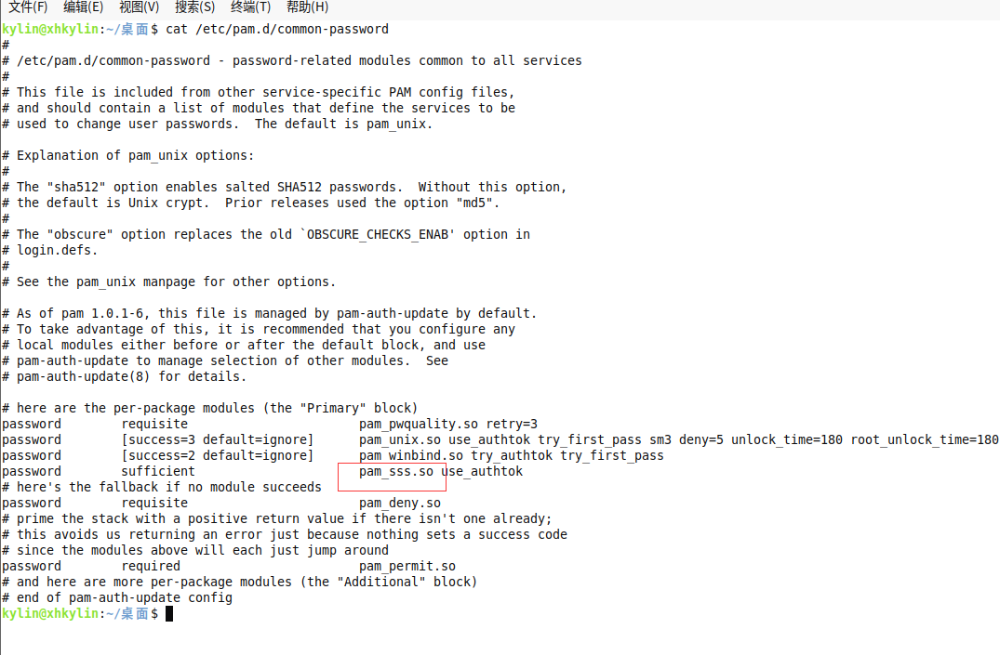 文件(F) 编辑(E) 视图(V) 搜索(S) 终端(T) 帮助(H)
kylin@xhkylin:~/桌面$ cat /etc/pam.d/common-password
#
# /etc/pam.d/common-password - password-related modules common to all services
#
# This file is included from other service-specific PAM config files,
# and should contain a list of modules that define the services to be
# used to change user passwords.  The default is pam_unix.

# Explanation of pam_unix options:
#
# The "sha512" option enables salted SHA512 passwords.  Without this option,
# the default is Unix crypt.  Prior releases used the option "md5".
#
# The "obscure" option replaces the old `OBSCURE_CHECKS_ENAB' option in
# login.defs.
#
# See the pam_unix manpage for other options.

# As of pam 1.0.1-6, this file is managed by pam-auth-update by default.
# To take advantage of this, it is recommended that you configure any
# local modules either before or after the default block, and use
# pam-auth-update to manage selection of other modules.  See
# pam-auth-update(8) for details.

# here are the per-package modules (the "Primary" block)
password        requisite                       pam_pwquality.so retry=3
password        [success=3 default=ignore]      pam_unix.so use_authtok try_first_pass sm3 deny=5 unlock_time=180 root_unlock_time=180
password        [success=2 default=ignore]      pam_winbind.so try_authtok try_first_pass
password        sufficient                      pam_sss.so use_authtok
# here's the fallback if no module succeeds
password        requisite                       pam_deny.so
# prime the stack with a positive return value if there isn't one already;
# this avoids us returning an error just because nothing sets a success code
# since the modules above will each just jump around
password        required                        pam_permit.so
# and here are more per-package modules (the "Additional" block)
# end of pam-auth-update config
kylin@xhkylin:~/桌面$